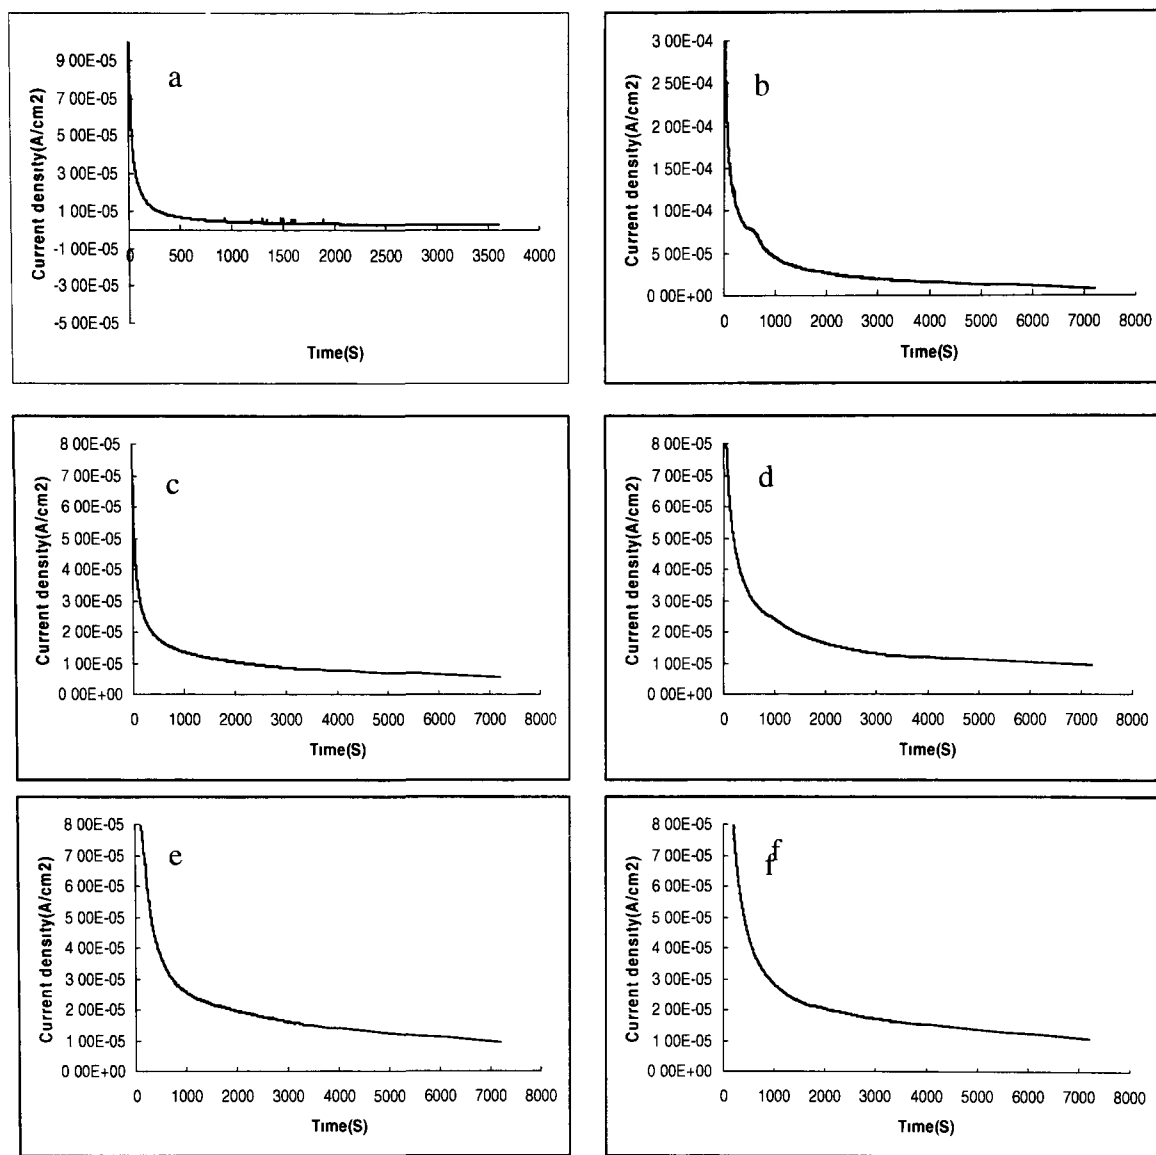 a
Current density(A/cm2)
9 00E-05
7 00E-05
5 00E-05
3 00E-05
1 00E-05
-1 00E-05
-3 00E-05
-5 00E-05
0 500 1000 1500 2000 2500 3000 3500 4000
Time(S)
b
Current density(A/cm2)
3 00E-04
2 50E-04
2 00E-04
1 50E-04
1 00E-04
5 00E-05
0 00E+00
0 1000 2000 3000 4000 5000 6000 7000 8000
Time(S)
c
Current density(A/cm2)
8 00E-05
7 00E-05
6 00E-05
5 00E-05
4 00E-05
3 00E-05
2 00E-05
1 00E-05
0 00E+00
0 1000 2000 3000 4000 5000 6000 7000 8000
Time(S)
d
Current density(A/cm2)
8 00E-05
7 00E-05
6 00E-05
5 00E-05
4 00E-05
3 00E-05
2 00E-05
1 00E-05
0 00E+00
0 1000 2000 3000 4000 5000 6000 7000 8000
Time(S)
e
Current density(A/cm2)
8 00E-05
7 00E-05
6 00E-05
5 00E-05
4 00E-05
3 00E-05
2 00E-05
1 00E-05
0 00E+00
0 1000 2000 3000 4000 5000 6000 7000 8000
Time(S)
f
f
Current density(A/cm2)
8 00E-05
7 00E-05
6 00E-05
5 00E-05
4 00E-05
3 00E-05
2 00E-05
1 00E-05
0 00E+00
0 1000 2000 3000 4000 5000 6000 7000 8000
Time(S)